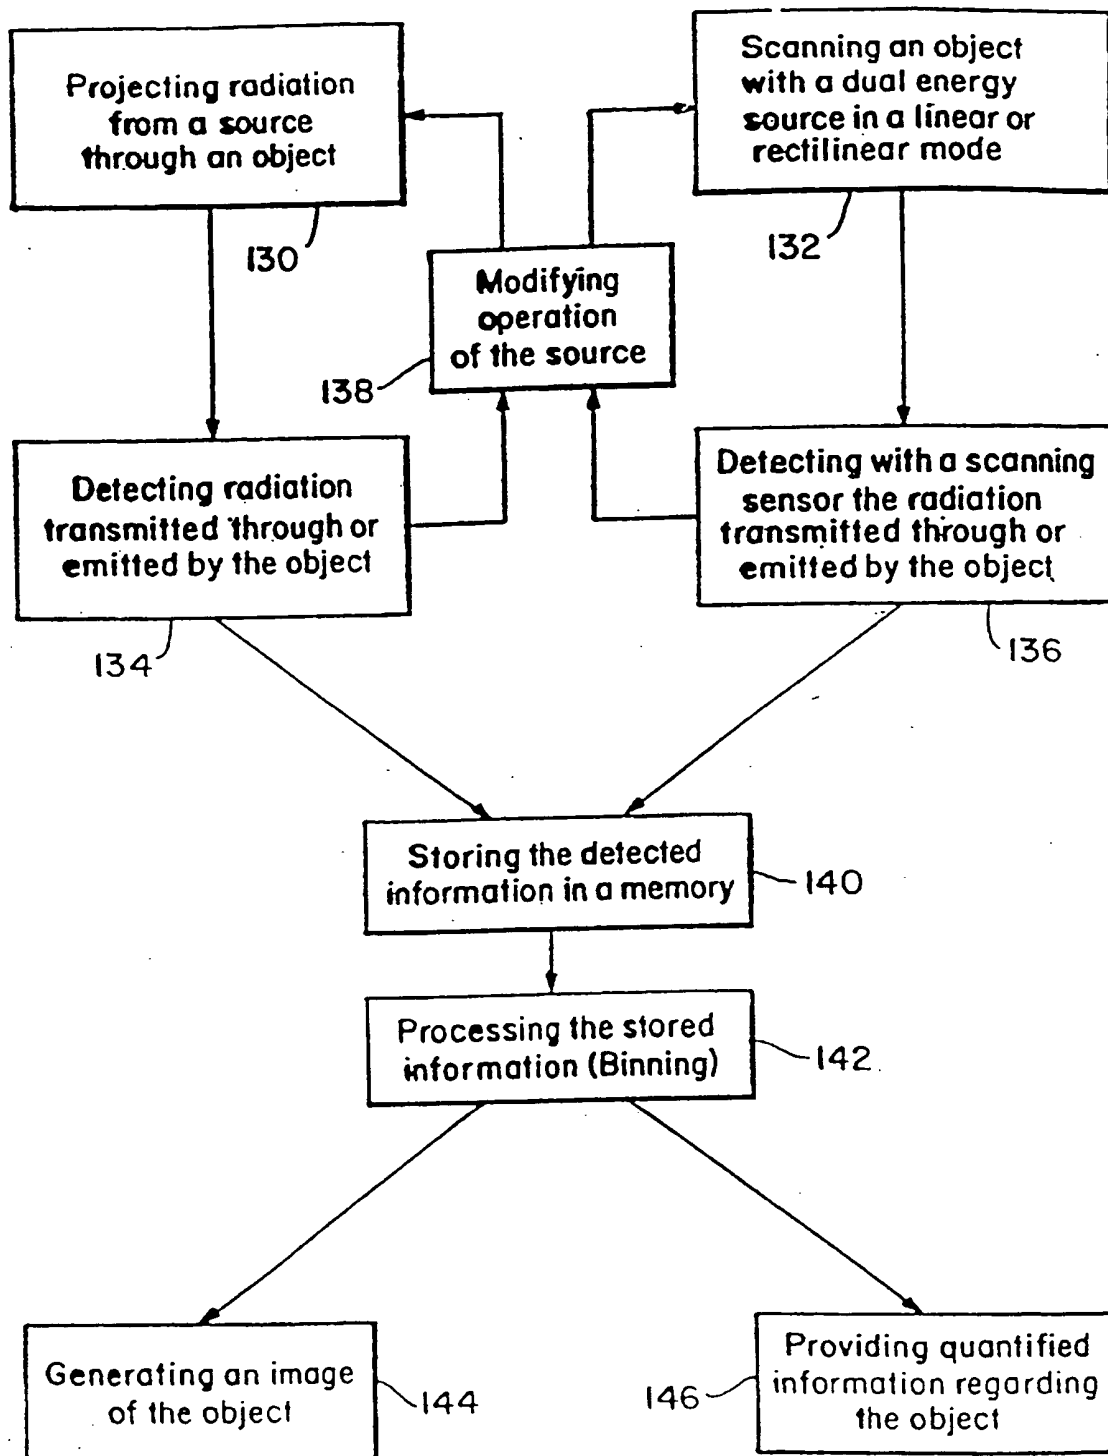 Projecting radiation
from a source
through an object
130
Scanning an object
with a dual energy
source in a linear or
rectilinear mode
132
Modifying
operation
of the source
138
Detecting radiation
transmitted through or
emitted by the object
134
Detecting with a scanning
sensor the radiation
transmitted through or
emitted by the object
136
Storing the detected
information in a memory
140
Processing the stored
information (Binning)
142
Generating an image
of the object
144
Providing quantified
information regarding
the object
146